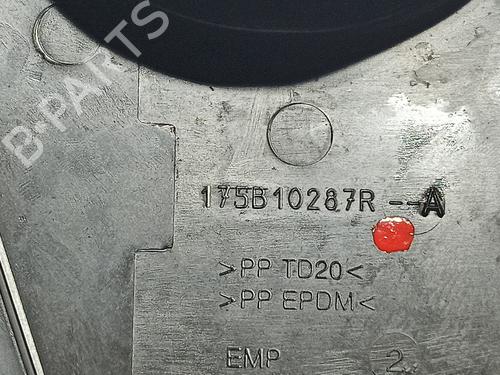 B-PARTS
175B10287R--A
>PP TD20<
>PP EPDM<
EMP 2